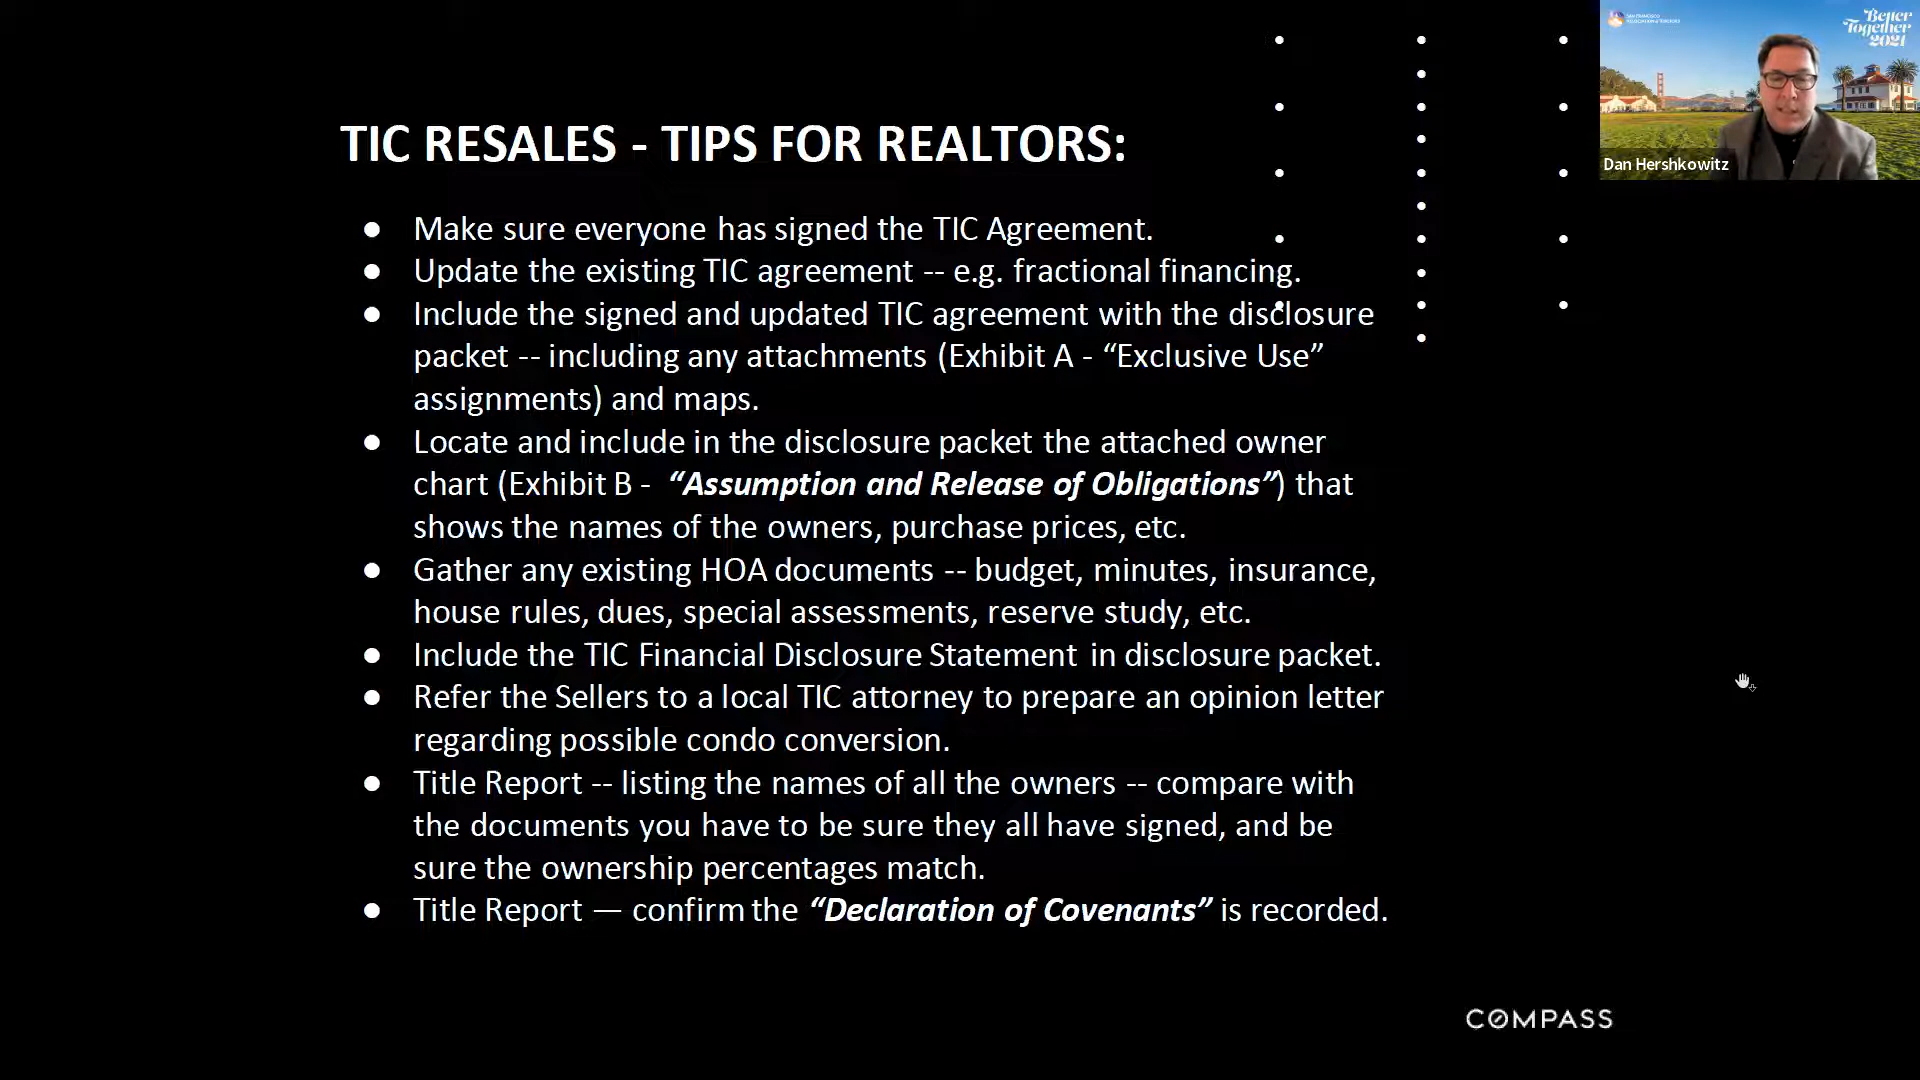 SAN FRANCISCO
ASSOCIATION of REALTORS
Better
Together
2021
Dan Hershkowitz
TIC RESALES - TIPS FOR REALTORS:
● Make sure everyone has signed the TIC Agreement.
● Update the existing TIC agreement -- e.g. fractional financing.
● Include the signed and updated TIC agreement with the disclosure
packet -- including any attachments (Exhibit A - “Exclusive Use”
assignments) and maps.
● Locate and include in the disclosure packet the attached owner
chart (Exhibit B - “Assumption and Release of Obligations”) that
shows the names of the owners, purchase prices, etc.
● Gather any existing HOA documents -- budget, minutes, insurance,
house rules, dues, special assessments, reserve study, etc.
● Include the TIC Financial Disclosure Statement in disclosure packet.
● Refer the Sellers to a local TIC attorney to prepare an opinion letter
regarding possible condo conversion.
● Title Report -- listing the names of all the owners -- compare with
the documents you have to be sure they all have signed, and be
sure the ownership percentages match.
● Title Report — confirm the “Declaration of Covenants” is recorded.
COMPASS